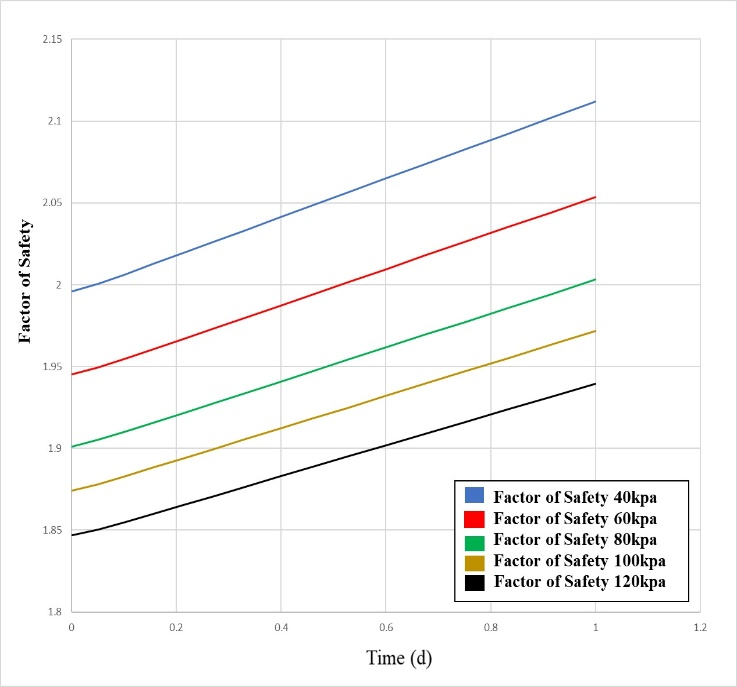 2.15
2.1
2.05
2
1.95
1.9
1.85
1.8
Factor of Safety
0
0.2
0.4
0.6
0.8
1
1.2
Time (d)
Factor of Safety 40kpa
Factor of Safety 60kpa
Factor of Safety 80kpa
Factor of Safety 100kpa
Factor of Safety 120kpa